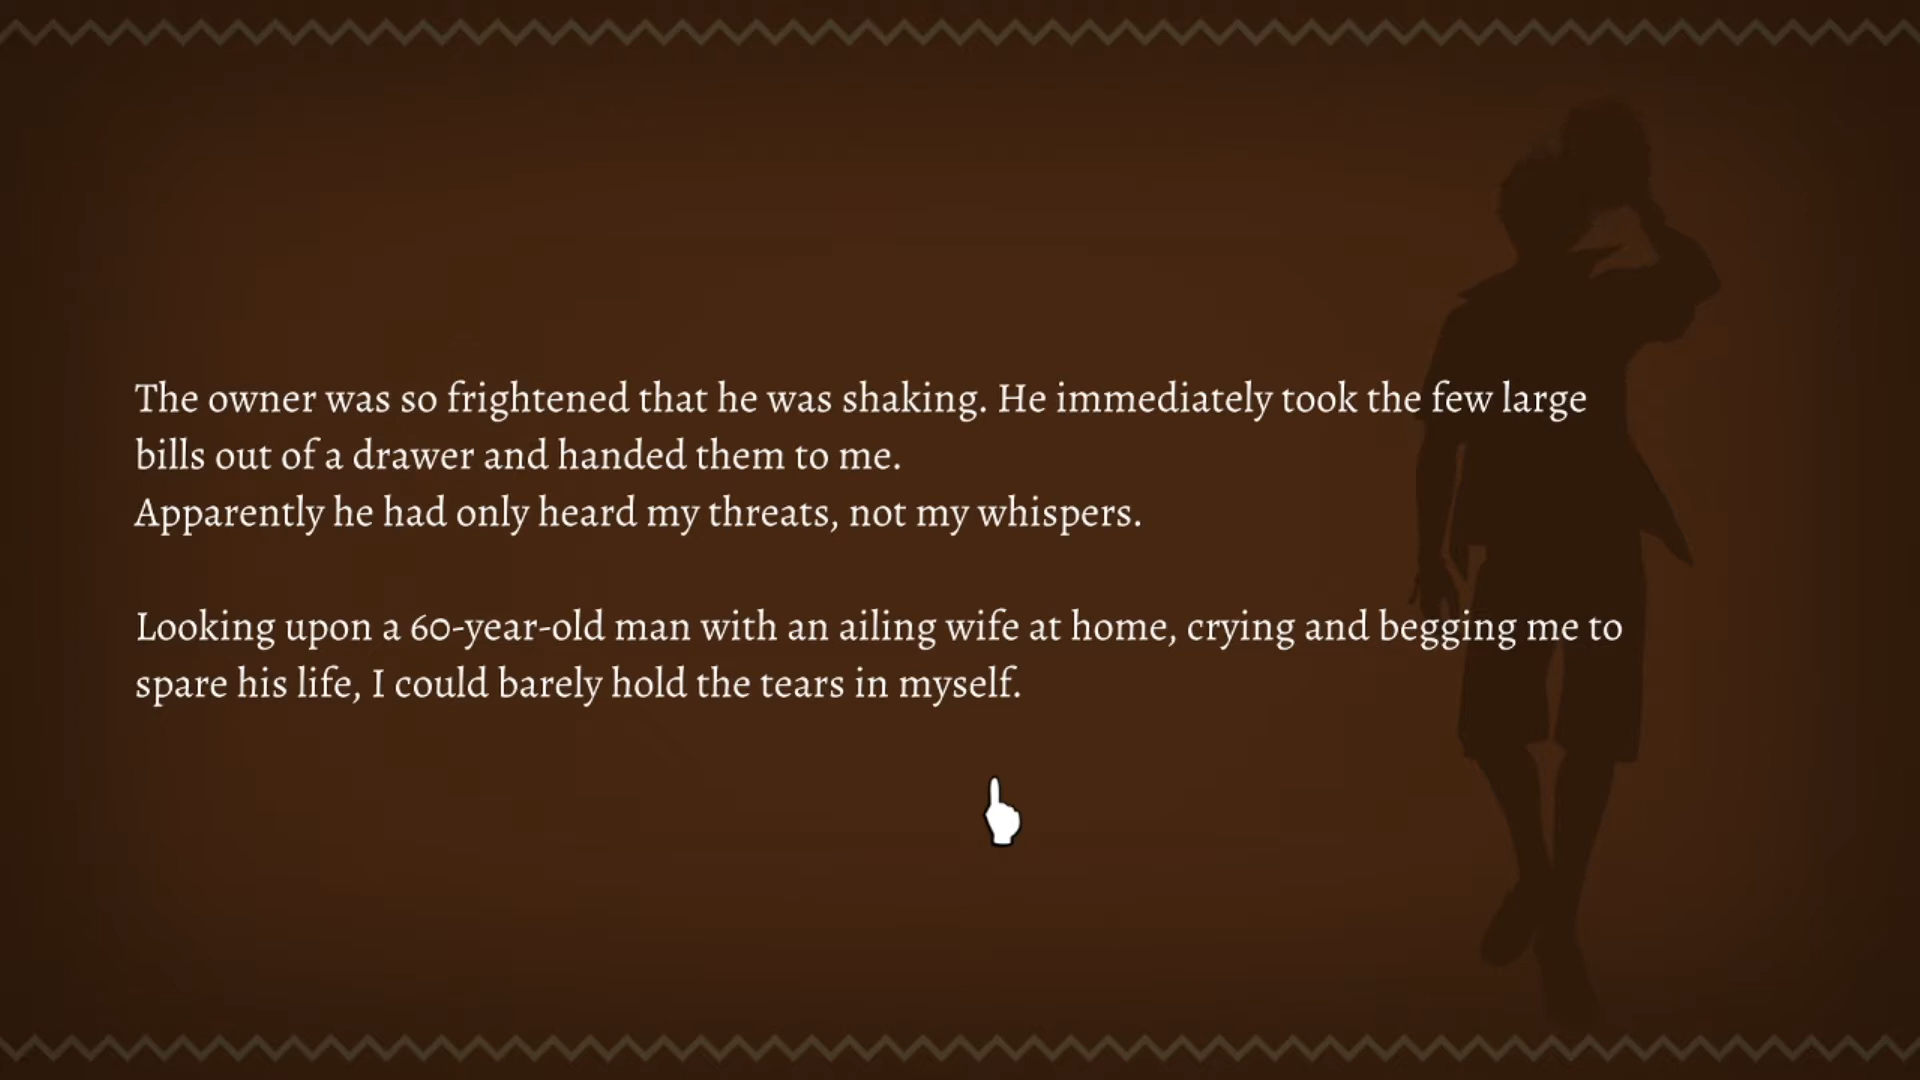 The owner was so frightened that he was shaking. He immediately took the few large
bills out of a drawer and handed them to me.
Apparently he had only heard my threats, not my whispers.
Looking upon a 60-year-old man with an ailing wife at home, crying and begging me to
spare his life, I could barely hold the tears in myself.